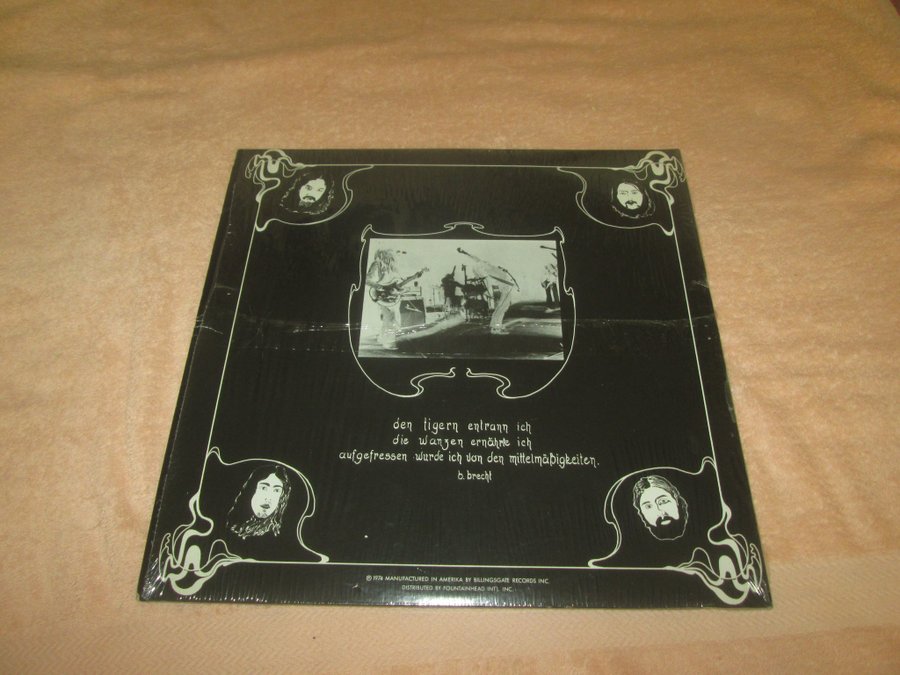 den tigern entrann ich
die wanzen ernährte ich
aufgefressen wurde ich von den mittelmäßigkeiten.
b. brecht
℗ 1974 MANUFACTURED IN AMERIKA BY BILLINGSGATE RECORDS INC.
DISTRIBUTED BY FOUNTAINHEAD INT'L INC.